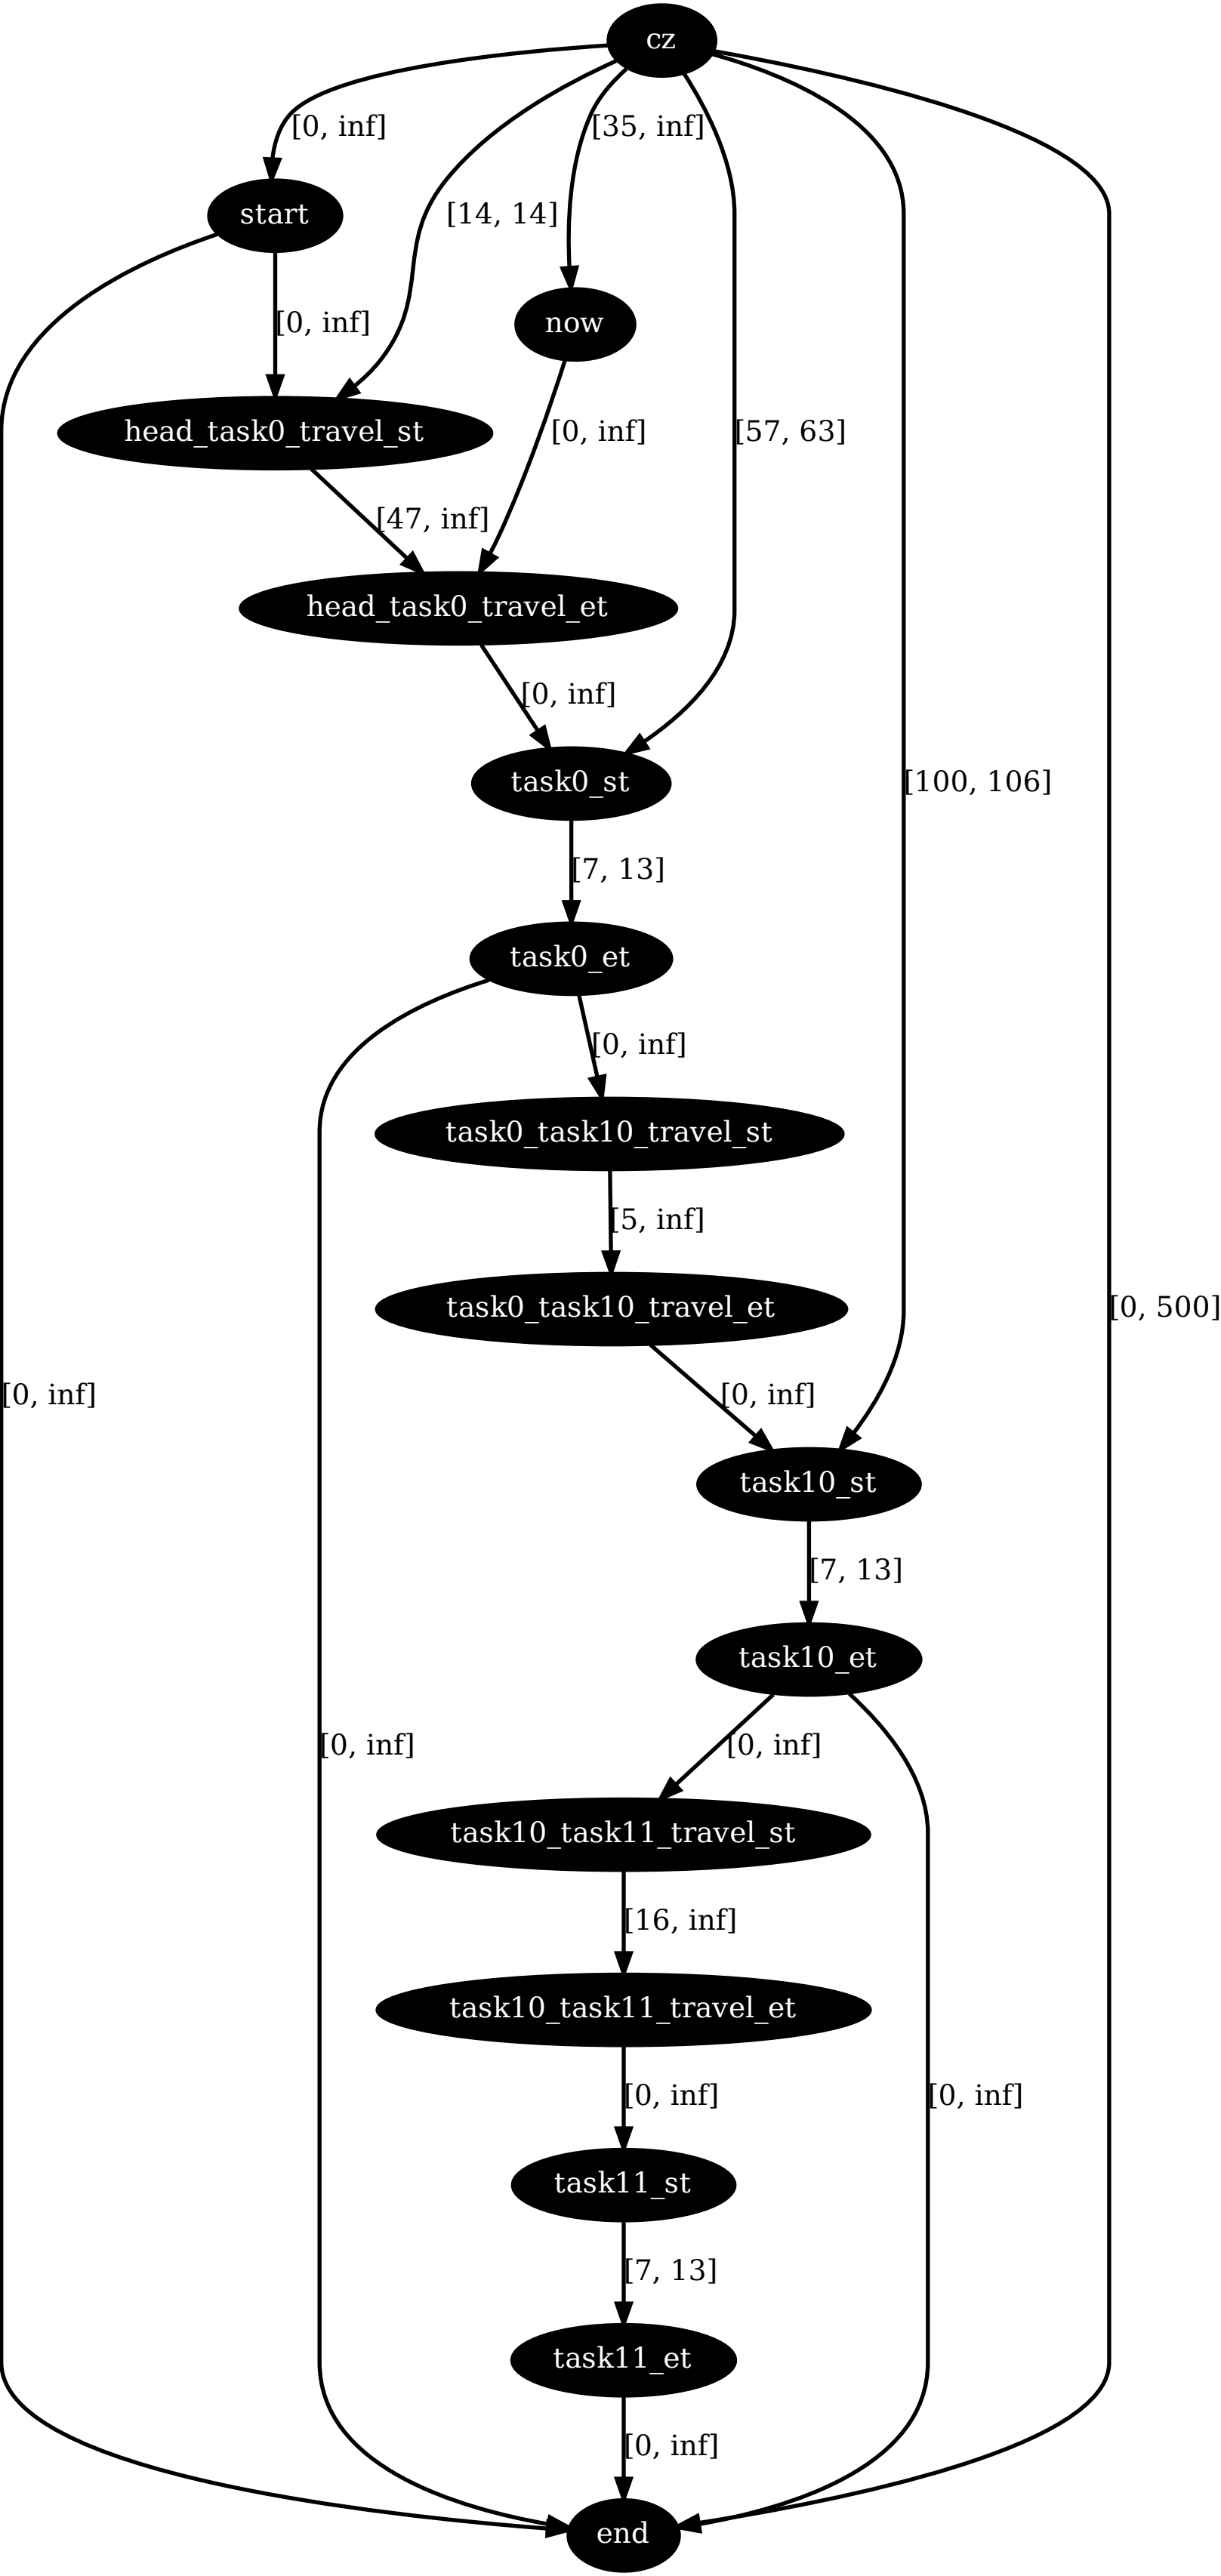 cz
[0, inf]
[35, inf]
start
[14, 14]
[0, inf]
now
head_task0_travel_st
[0, inf]
[57, 63]
[47, inf]
head_task0_travel_et
[0, inf]
task0_st
[100, 106]
[7, 13]
task0_et
[0, inf]
task0_task10_travel_st
[5, inf]
task0_task10_travel_et
[0, 500]
[0, inf]
[0, inf]
task10_st
[7, 13]
task10_et
[0, inf]
[0, inf]
task10_task11_travel_st
[16, inf]
task10_task11_travel_et
[0, inf]
[0, inf]
task11_st
[7, 13]
task11_et
[0, inf]
end